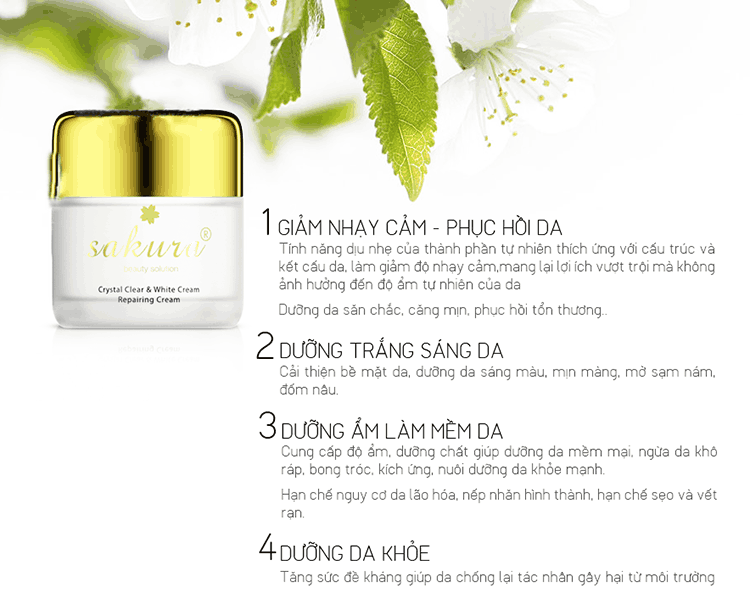 sakura®
beauty solution
Crystal Clear & White Cream
Repairing Cream
1 GIẢM NHẠY CẢM - PHỤC HỒI DA
Tính năng dịu nhẹ của thành phần tự nhiên thích ứng với cấu trúc và
kết cấu da, làm giảm độ nhạy cảm,mang lại lợi ích vượt trội mà không
ảnh hưởng đến độ ẩm tự nhiên của da
Dưỡng da săn chắc, căng mịn, phục hồi tổn thương..
2 DƯỠNG TRẮNG SÁNG DA
Cải thiện bề mặt da, dưỡng da sáng màu, mịn màng, mờ sạm nám,
đốm nâu.
3 DƯỠNG ẨM LÀM MỀM DA
Cung cấp độ ẩm, dưỡng chất giúp dưỡng da mềm mại, ngừa da khô
ráp, bong tróc, kích ứng, nuôi dưỡng da khỏe mạnh.
Hạn chế nguy cơ da lão hóa, nếp nhăn hình thành, hạn chế sẹo và vết
rạn.
4 DƯỠNG DA KHỎE
Tăng sức đề kháng giúp da chống lại tác nhân gây hại từ môi trường